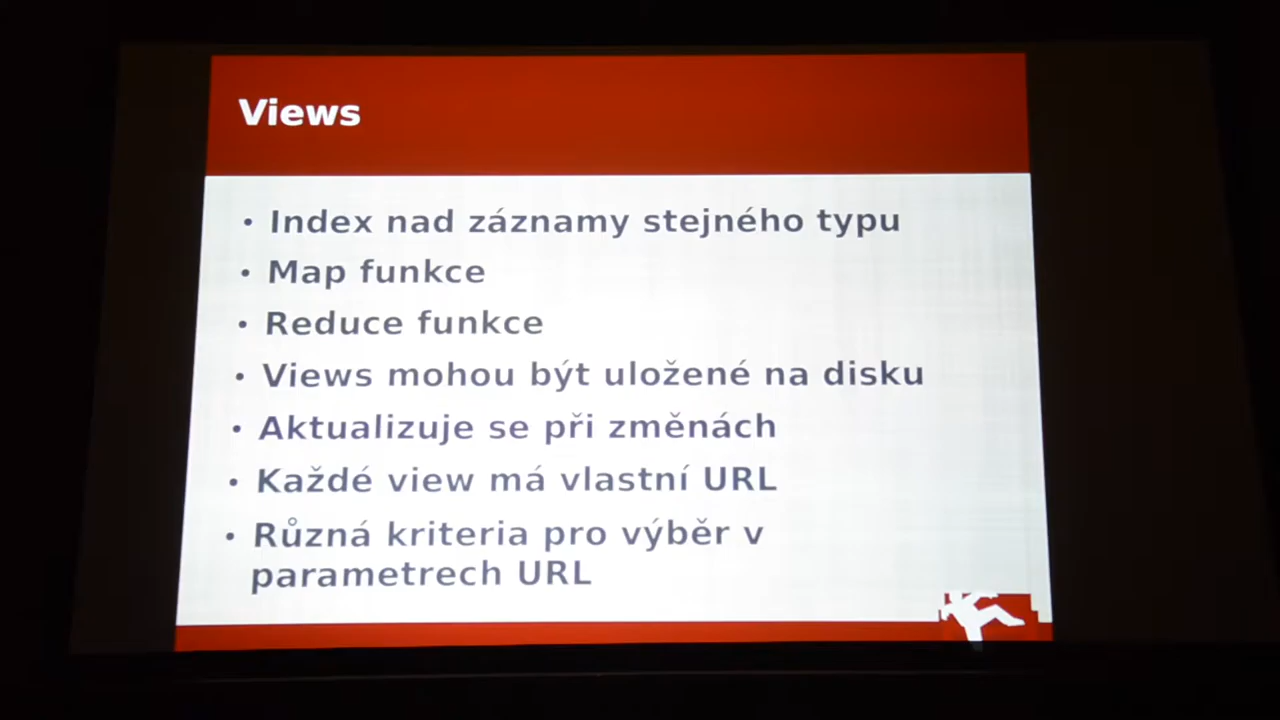 Views
• Index nad záznamy stejného typu
• Map funkce
• Reduce funkce
• Views mohou být uložené na disku
• Aktualizuje se při změnách
• Každé view má vlastní URL
• Různá kriteria pro výběr v
parametrech URL